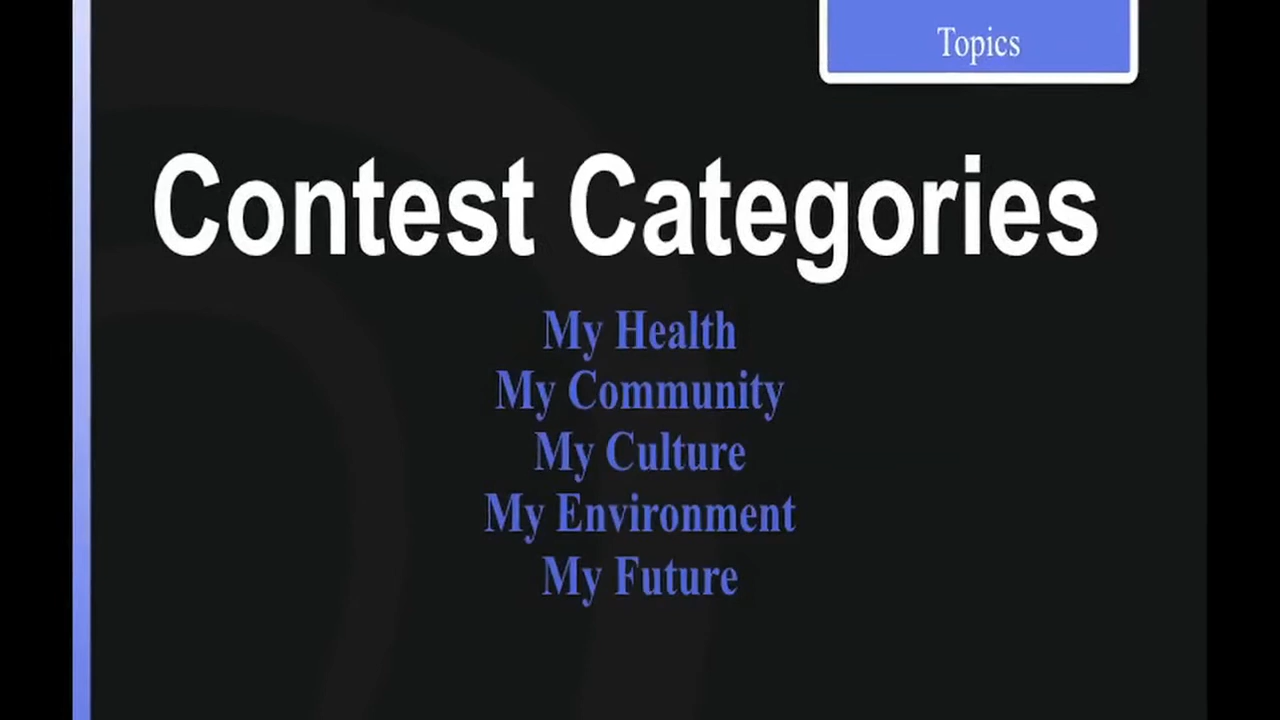 Topics
Contest Categories
My Health
My Community
My Culture
My Environment
My Future